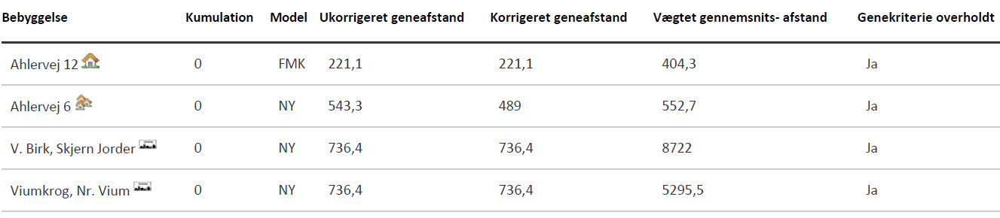 Bebyggelse Kumulation Model Ukorrigeret geneafstand Korrigeret geneafstand Vægtet gennemsnits- afstand Genekriterie overholdt
Ahlervej 12 0 FMK 221,1 221,1 404,3 Ja
Ahlervej 6 0 NY 543,3 489 552,7 Ja
V. Birk, Skjern Jorder 0 NY 736,4 736,4 8722 Ja
Viumkrog, Nr. Vium 0 NY 736,4 736,4 5295,5 Ja